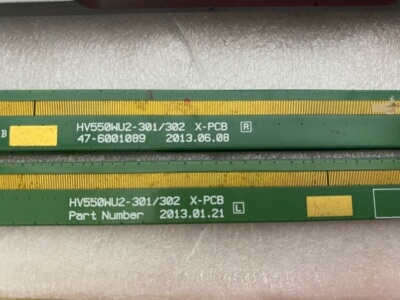 HV550WU2-301/302 X-PCB R
B
47-6001089 2013.06.08
HV550WU2-301/302 X-PCB L
Part Number 2013.01.21